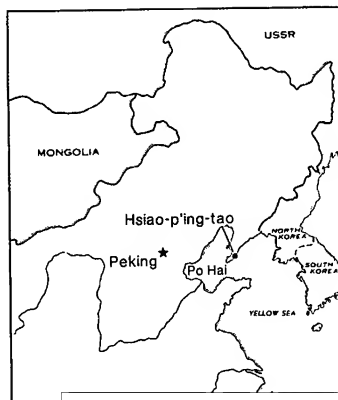 USSR
MONGOLIA
Hsiao-p'ing-tao
NORTH
KOREA
Peking
Po Hai
SOUTH
KOREA
YELLOW SEA